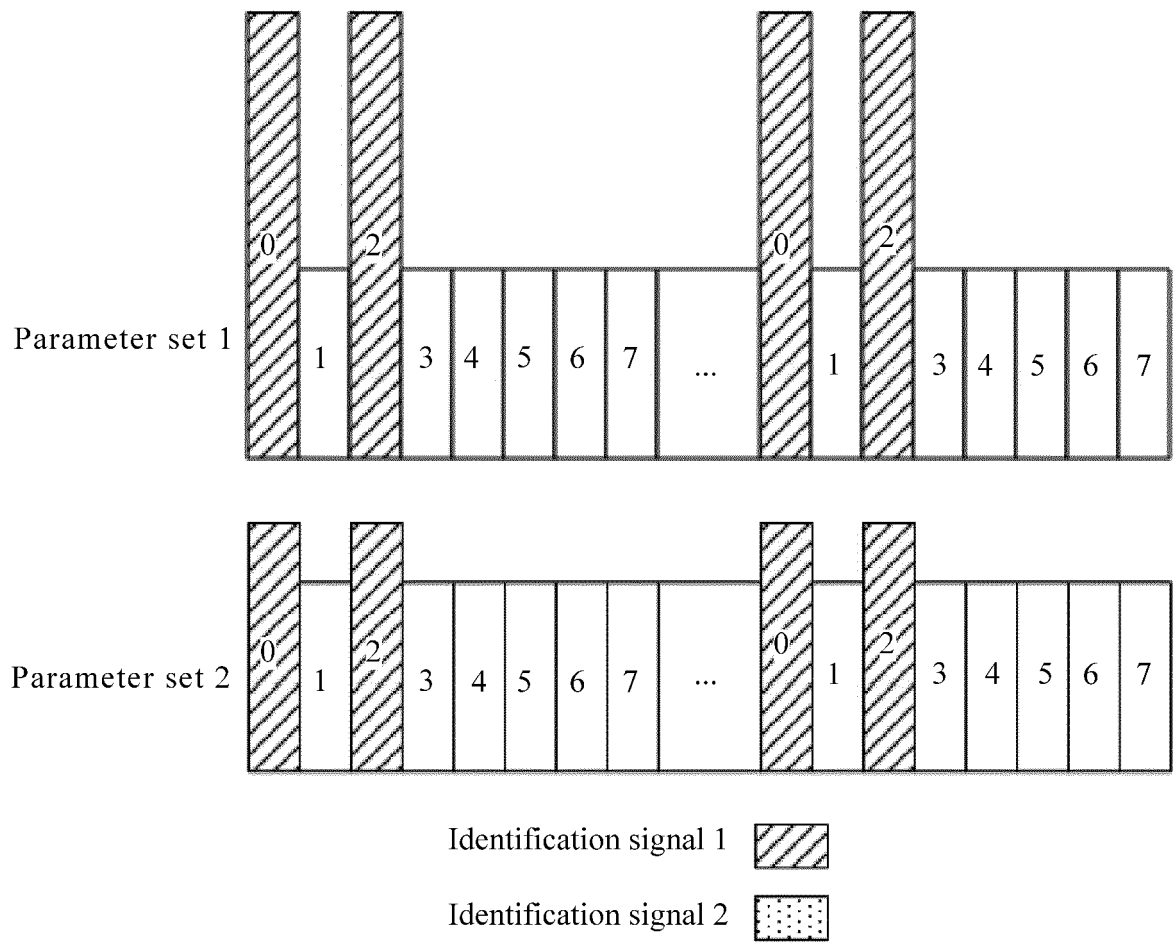 0 2 0 2
Parameter set 1 1 3 4 5 6 7 ... 1 3 4 5 6 7
0 2 0 2
Parameter set 2 1 3 4 5 6 7 ... 1 3 4 5 6 7
Identification signal 1
Identification signal 2